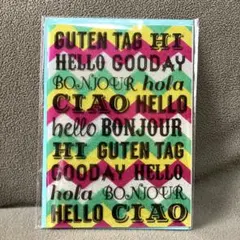 GUTEN TAG HI
HELLO GOODAY
BONJOUR hola
CIAO HELLO
hello BONJOUR
HI GUTEN TAG
GOODAY HELLO
hola BONJOUR
HELLO CIAO